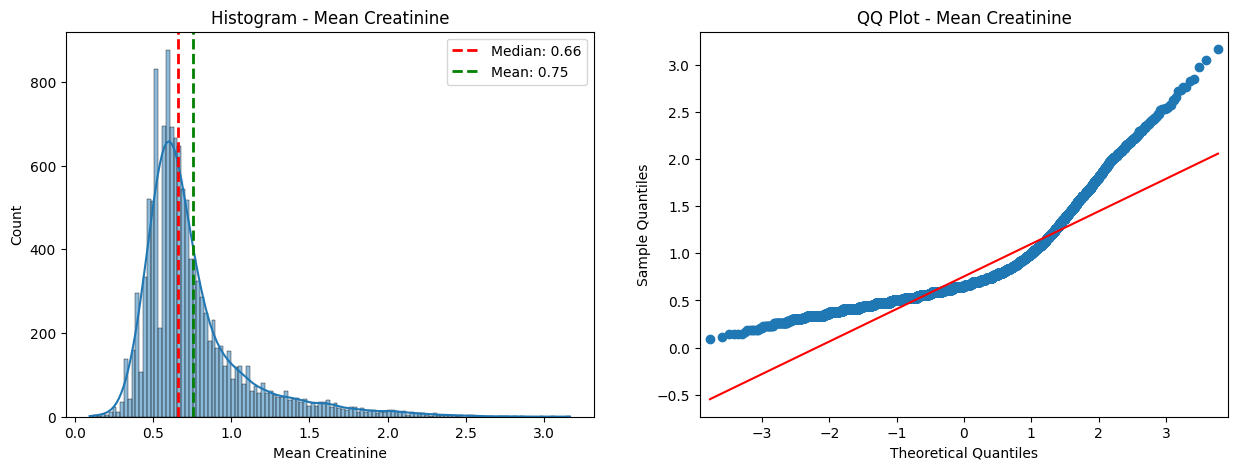 Histogram - Mean Creatinine
Median: 0.66
Mean: 0.75
800
600
400
200
0
Count
0.0 0.5 1.0 1.5 2.0 2.5 3.0
Mean Creatinine
QQ Plot - Mean Creatinine
3.0
2.5
2.0
1.5
1.0
0.5
0.0
−0.5
Sample Quantiles
−3 −2 −1 0 1 2 3
Theoretical Quantiles